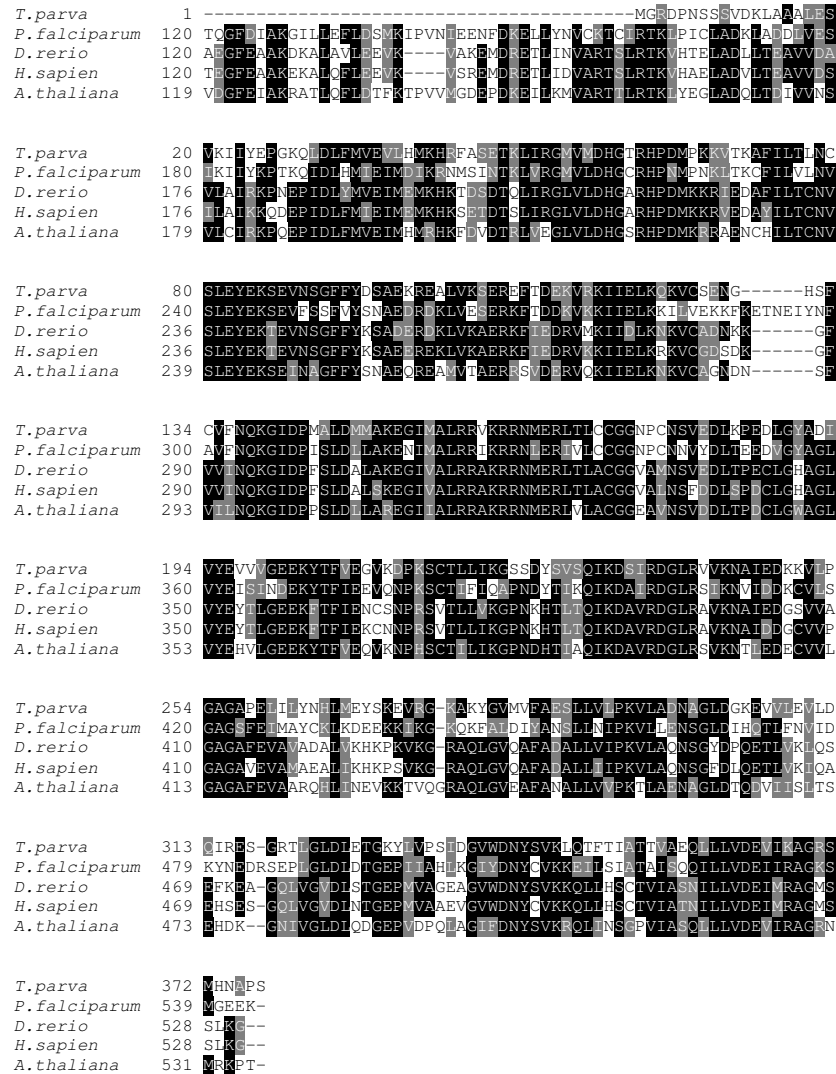 T.parva 1 ---------------------------------------MGRDPNSSSVDKLAAALES
P.falciparum 120 TQGFDIAKGILLEFLDSMKIPVNIEENFDKELLYNVCKTCIRTKLPICLADKLADDLVES
D.rerio 120 AEGFEAAKDKALAVLEEVK----VAKEMDRETLINVARTSLRTKVHTELADLLTEAVVDA
H.sapien 120 TEGFEAAKEKALQFLEEVK----VSREMDRETLIDVARTSLRTKVHAELADVLTEAVVDS
A.thaliana 119 VDGFEIAKRATLQFLDTFKTPVVMGDEPDKEILKMVARTTLRTKLYEGLADQLTDIVVNS
T.parva 20 VKIIYEPGKQLDLFMVEVLHMKHRFASETKLIRGMVMDHGTRHPDMPKKVTKAFILTLNC
P.falciparum 180 IKIIYKPTKQIDLHMIEIMDIKRNMSINTKLVRGMVLDHGCRHPNMPNKLTKCFILVLNV
D.rerio 176 VLAIRKPNEPIDLYMVEIMEMKHKTDSDTQLIRGLVLDHGARHPDMKKRIEDAFILTCNV
H.sapien 176 ILAIKKQDEPIDLFMIEIMEMKHKSETDTSLIRGLVLDHGARHPDMKKRVEDAYILTCNV
A.thaliana 179 VLCIRKPQEPIDLFMVEIMHMRHKFDVDTRLVEGLVLDHGSRHPDMKRRAENCHILTCNV
T.parva 80 SLEYEKSEVNSGFFYDSAEKREALVKSEREFTDEKVRKIIELKQKVCSENG------HSF
P.falciparum 240 SLEYEKSEVFSSFVYSNAEDRDKLVESERKFTDDKVKKIIELKKILVEKKFKETNEIYNF
D.rerio 236 SLEYEKTEVNSGFFYKSADERDKLVKAERKFIEDRVMKIIDLKNKVCADNKK------GF
H.sapien 236 SLEYEKTEVNSGFFYKSAEEREKLVKAERKFIEDRVKKIIELKRKVCGDSDK------GF
A.thaliana 239 SLEYEKSEINAGFFYSNAEQREAMVTAERRSVDERVQKIIELKNKVCAGNDN------SF
T.parva 134 CVFNQKGIDPMALDMMAKEGIMALRRVKRRNMERLTLCCGGNPCNSVEDLKPEDLGYADI
P.falciparum 300 AVFNQKGIDPISLDLLAKENIMALRRIKRRNLERIVLCCGGNPCNNVYDLTEEDVGYAGL
D.rerio 290 VVINQKGIDPFSLDALAKEGIVALRRAKRRNMERLTLACGGVAMNSVEDLTPECLGHAGL
H.sapien 290 VVINQKGIDPFSLDALSKEGIVALRRAKRRNMERLTLACGGVALNSFDDLSPDCLGHAGL
A.thaliana 293 VILNQKGIDPPSLDLLAREGIIALRRAKRRNMERLVLACGGEAVNSVDDLTPDCLGWAGL
T.parva 194 VYEVVVGEEKYTFVEGVKDPKSCTLLIKGSSDYSVSQIKDSIRDGLRVVKNAIEDKKVLP
P.falciparum 360 VYEISINDEKYTFIEEVQNPKSCTIFIQAPNDYTIKQIKDAIRDGLRSIKNVIDDKCVLS
D.rerio 350 VYEYTLGEEKFTFIENCSNPRSVTLLVKGPNKHTLTQIKDAVRDGLRAVKNAIEDGSVVA
H.sapien 350 VYEYTLGEEKFTFIEKCNNPRSVTLLIKGPNKHTLTQIKDAVRDGLRAVKNAIDDGCVVP
A.thaliana 353 VYEHVLGEEKYTFVEQVKNPHSCTILIKGPNDHTIAQIKDAVRDGLRSVKNTLEDECVVL
T.parva 254 GAGAPELILYNHLMEYSKEVRG-KAKYGVMVFAESLLVLPKVLADNAGLDGKEVVLEVLD
P.falciparum 420 GAGSFEIMAYCKLKDEEKKIKG-KQKFALDIYANSLLNIPKVLLENSGLDIHQTLFNVID
D.rerio 410 GAGAFEVAVADALVKHKPKVKG-RAQLGVQAFADALLVIPKVLAQNSGYDPQETLVKLQS
H.sapien 410 GAGAVEVAMAEALIKHKPSVKG-RAQLGVQAFADALLIIPKVLAQNSGFDLQETLVKIQA
A.thaliana 413 GAGAFEVAARQHLINEVKKTVQGRAQLGVEAFANALLVVPKTLAENAGLDTQDVIISLTS
T.parva 313 QIRES-GRTLGLDLETGKYLVPSIDGVWDNYSVKLQTFTIATTVAEQLLLVDEVIKAGRS
P.falciparum 479 KYNEDRSEPLGLDLDTGEPIIAHLKGIYDNYCVKKEILSIATAISQQILLVDEIIRAGKS
D.rerio 469 EFKEA-GQLVGVDLSTGEPMVAGEAGVWDNYSVKKQLLHSCTVIASNILLVDEIMRAGMS
H.sapien 469 EHSES-GQLVGVDLNTGEPMVAAEVGVWDNYCVKKQLLHSCTVIATNILLVDEIMRAGMS
A.thaliana 473 EHDK--GNIVGLDLQDGEPVDPQLAGIFDNYSVKRQLINSGPVIASQLLLVDEVIRAGRN
T.parva 372 MHNAPS
P.falciparum 539 MGEEK-
D.rerio 528 SLKG--
H.sapien 528 SLKG--
A.thaliana 531 MRKPT-